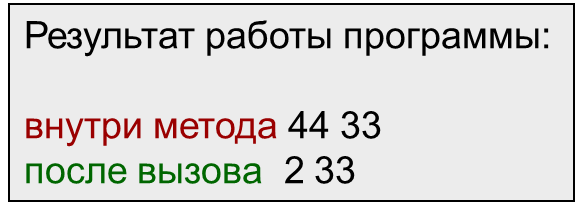 Результат работы программы:
внутри метода 44 33
после вызова 2 33